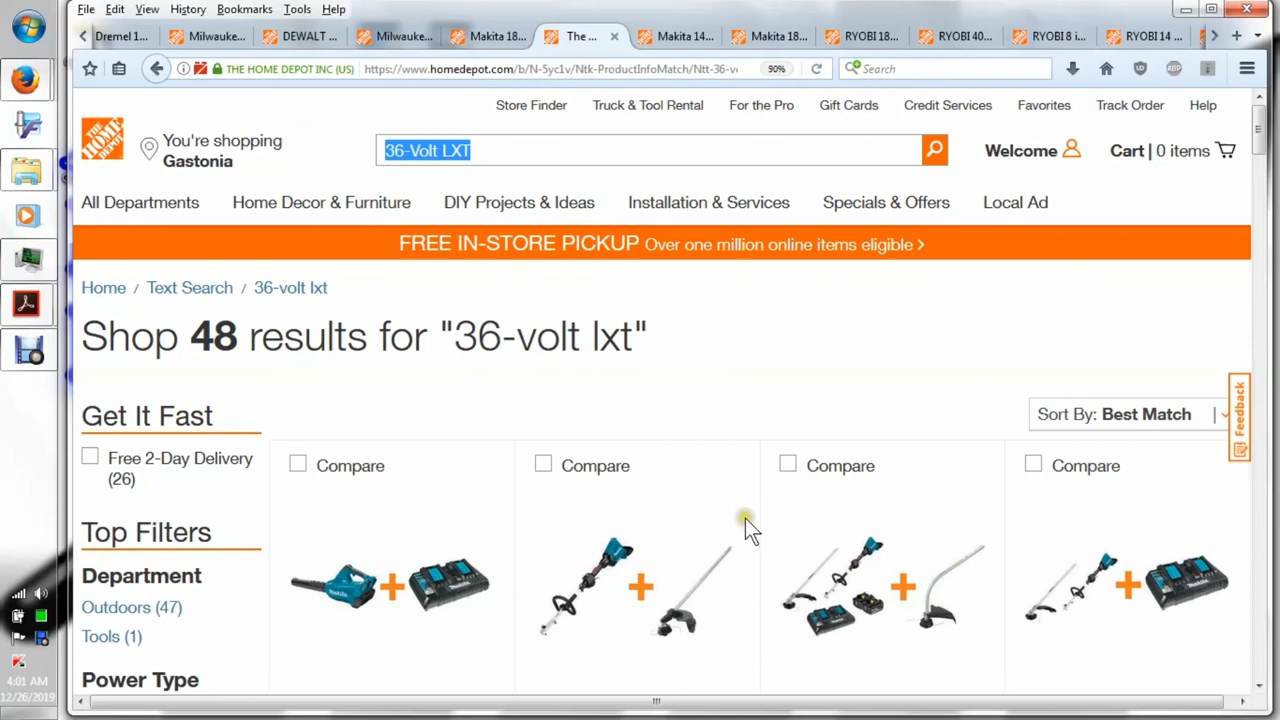 File Edit View History Bookmarks Tools Help
Dremel 1... Milwauke... DEWALT ... Milwauke... Makita 18... The ... Makita 14... Makita 18... RYOBI 18... RYOBI 40... RYOBI 8 i... RYOBI 14 ...
THE HOME DEPOT INC (US) https://www.homedepot.com/b/N-5yc1v/Ntk-ProductInfoMatch/Ntt-36-v 90% Search
Store Finder Truck & Tool Rental For the Pro Gift Cards Credit Services Favorites Track Order Help
THE HOME DEPOT
You're shopping
Gastonia
36-Volt LXT
Welcome
Cart | 0 items
All Departments Home Decor & Furniture DIY Projects & Ideas Installation & Services Specials & Offers Local Ad
FREE IN-STORE PICKUP Over one million online items eligible >
Home / Text Search / 36-volt lxt
Shop 48 results for "36-volt lxt"
Get It Fast
Sort By: Best Match
Feedback
Free 2-Day Delivery
(26)
Compare Compare Compare Compare
Top Filters
Department
Outdoors (47)
Tools (1)
Power Type
4:01 AM
12/26/2019